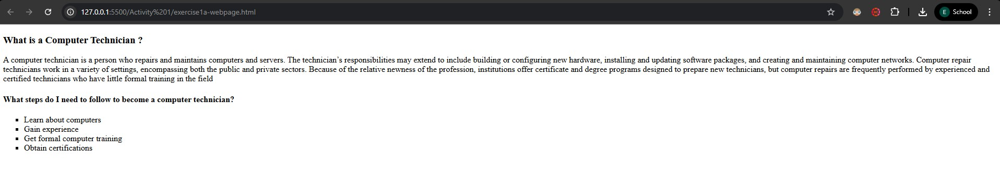 127.0.0.1:5500/Activity%201/exercise1a-webpage.html
E School
What is a Computer Technician ?
A computer technician is a person who repairs and maintains computers and servers. The technician’s responsibilities may extend to include building or configuring new hardware, installing and updating software packages, and creating and maintaining computer networks. Computer repair
technicians work in a variety of settings, encompassing both the public and private sectors. Because of the relative newness of the profession, institutions offer certificate and degree programs designed to prepare new technicians, but computer repairs are frequently performed by experienced and
certified technicians who have little formal training in the field
What steps do I need to follow to become a computer technician?
▪ Learn about computers
▪ Gain experience
▪ Get formal computer training
▪ Obtain certifications